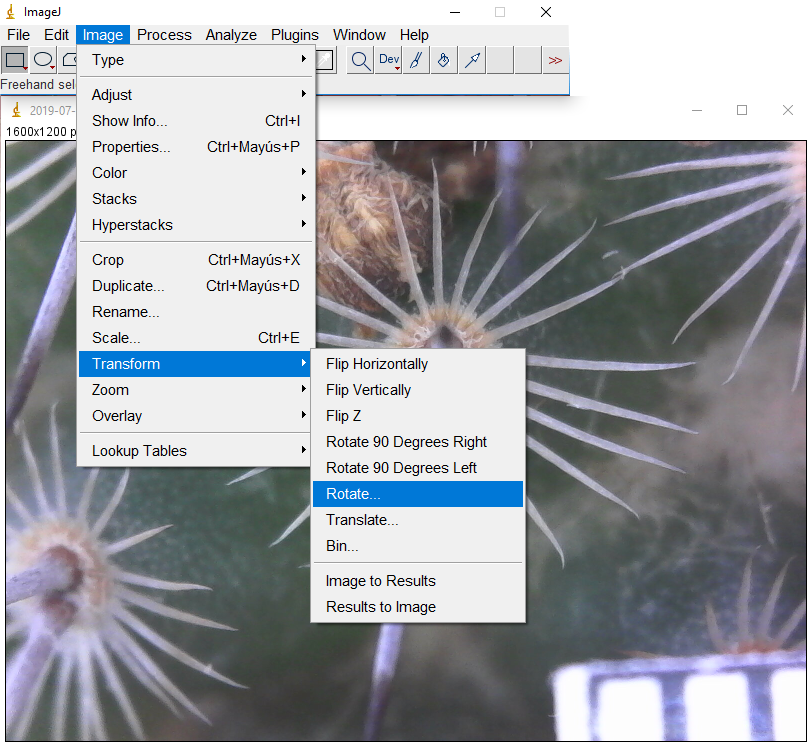 ImageJ
File Edit Image Process Analyze Plugins Window Help
Dev >>
Freehand sel
2019-07-
1600x1200 p
Type
Adjust
Show Info... Ctrl+I
Properties... Ctrl+Mayús+P
Color
Stacks
Hyperstacks
Crop Ctrl+Mayús+X
Duplicate... Ctrl+Mayús+D
Rename...
Scale... Ctrl+E
Transform
Zoom
Overlay
Lookup Tables
Flip Horizontally
Flip Vertically
Flip Z
Rotate 90 Degrees Right
Rotate 90 Degrees Left
Rotate...
Translate...
Bin...
Image to Results
Results to Image